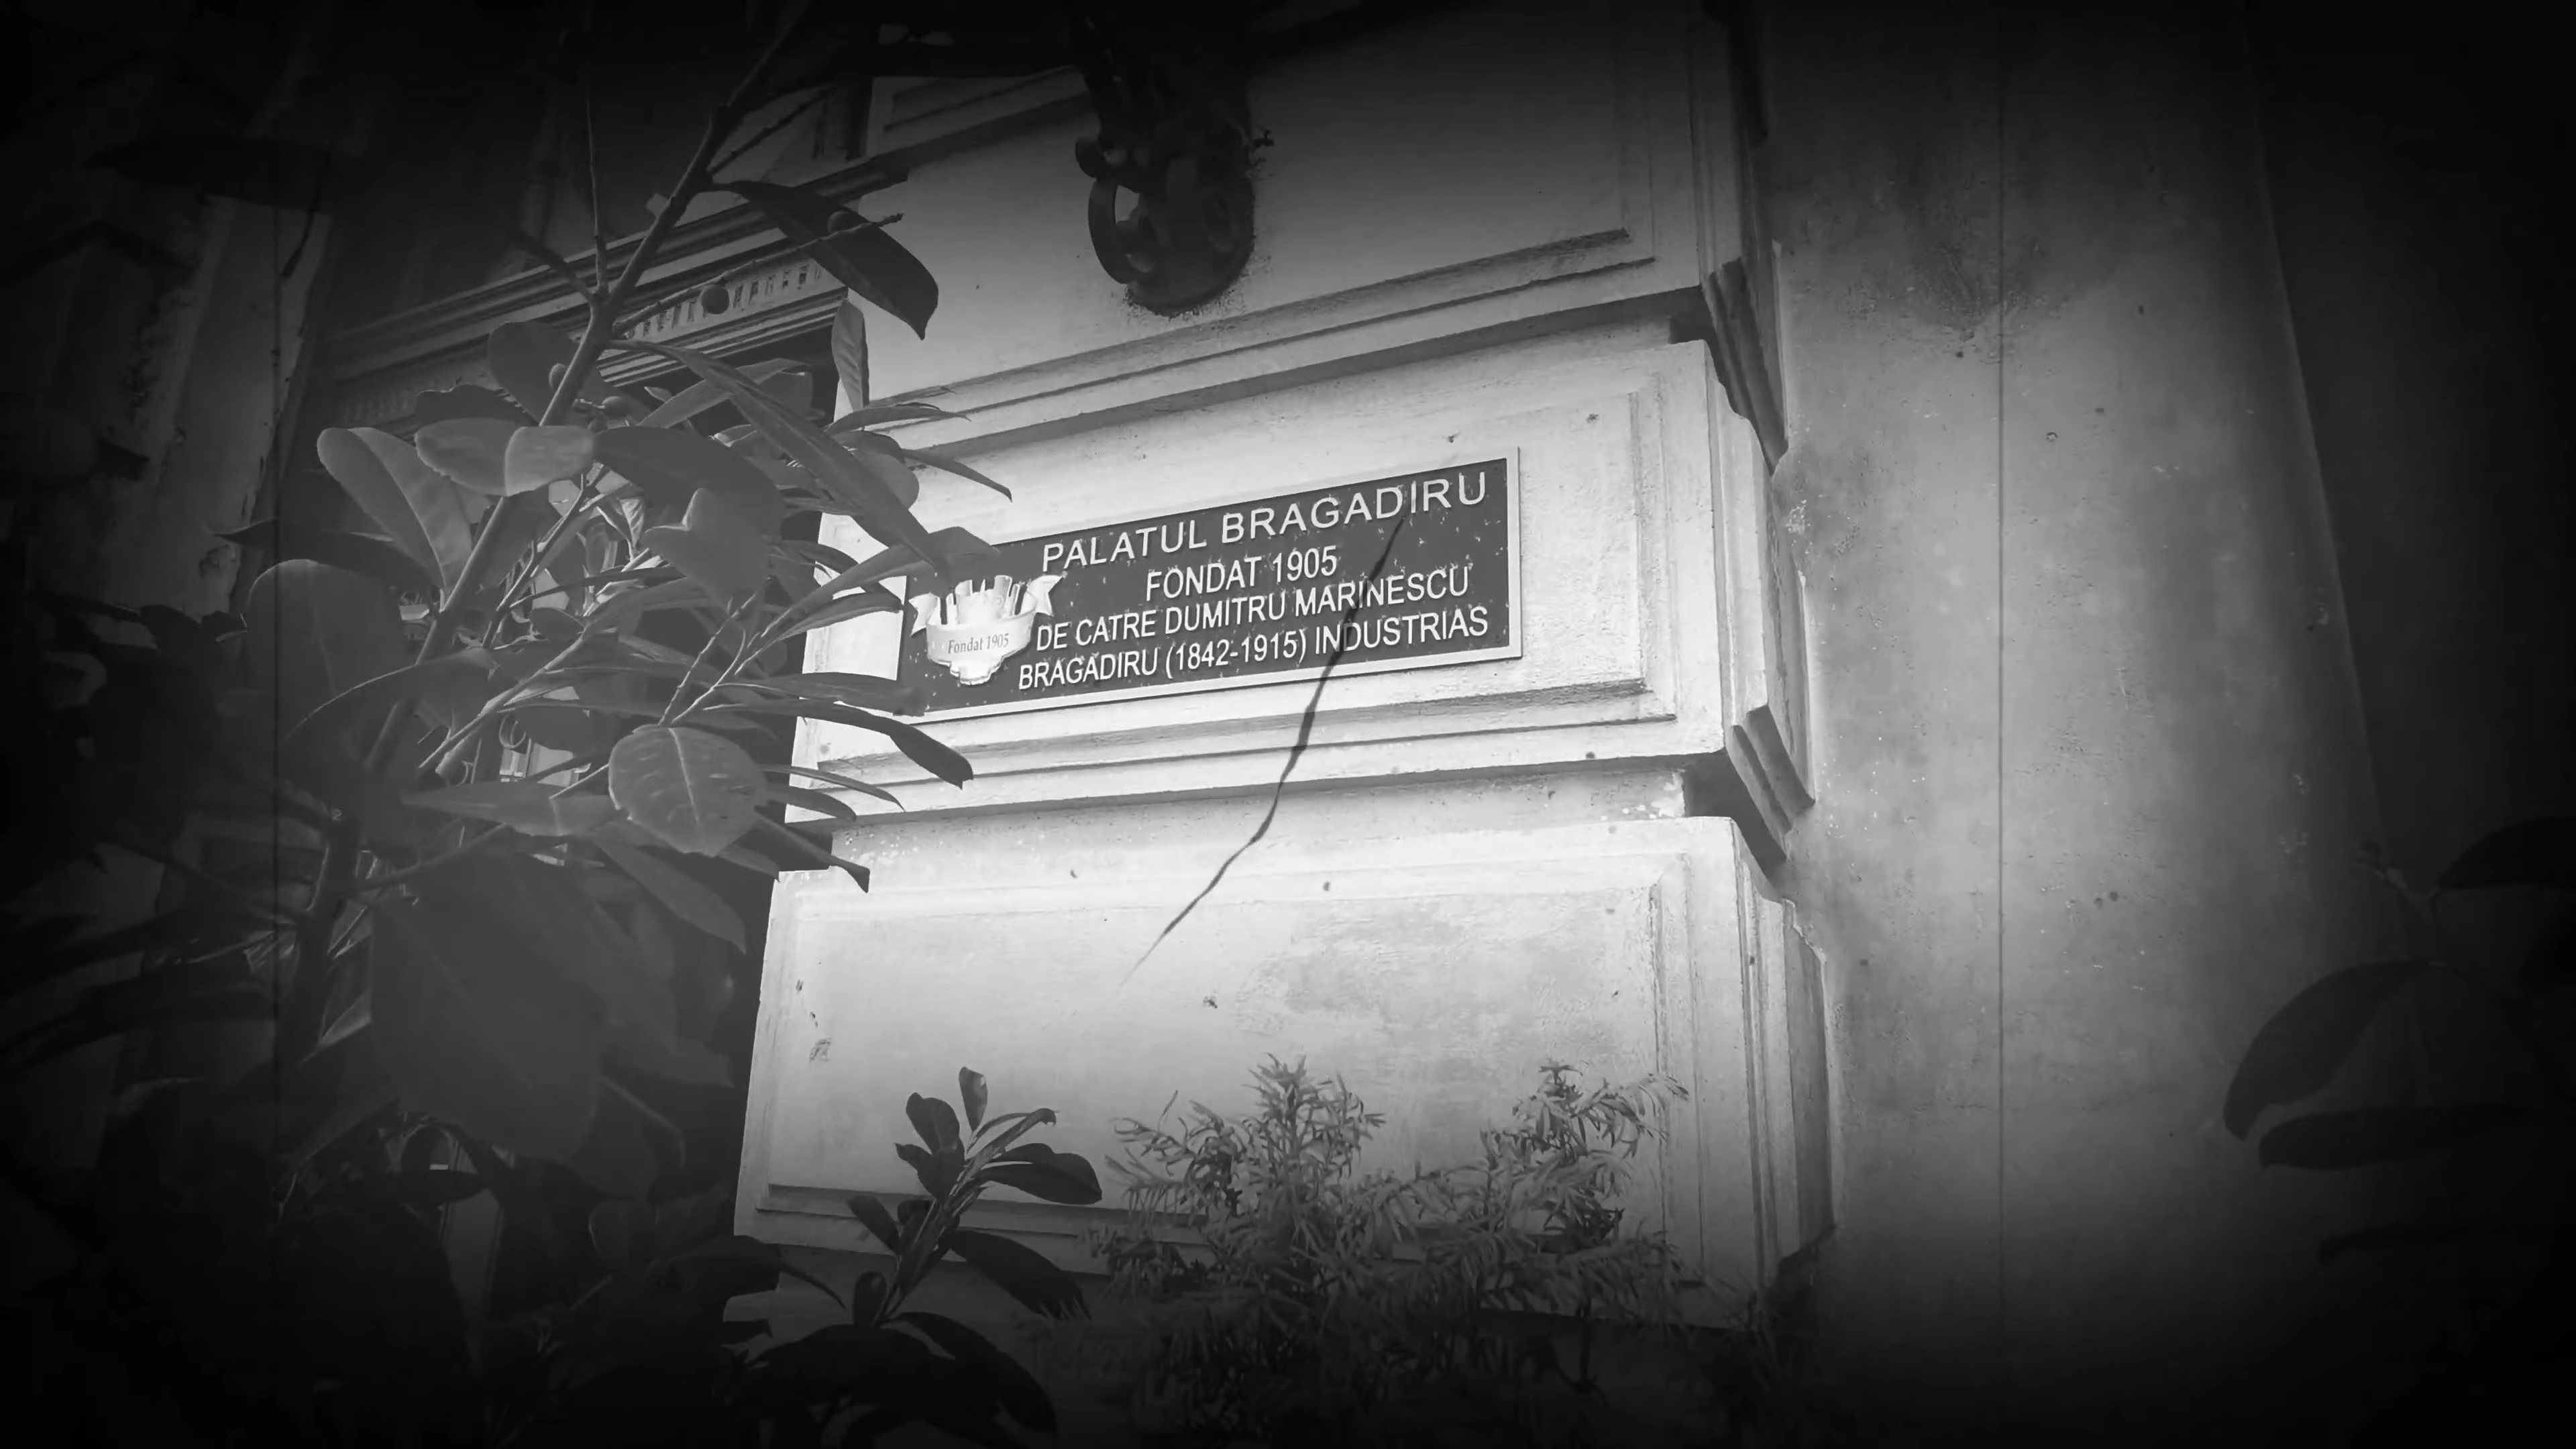 PALATUL BRAGADIRU
FONDAT 1905
DE CATRE DUMITRU MARINESCU
BRAGADIRU (1842-1915) INDUSTRIAS
Fondat 1905